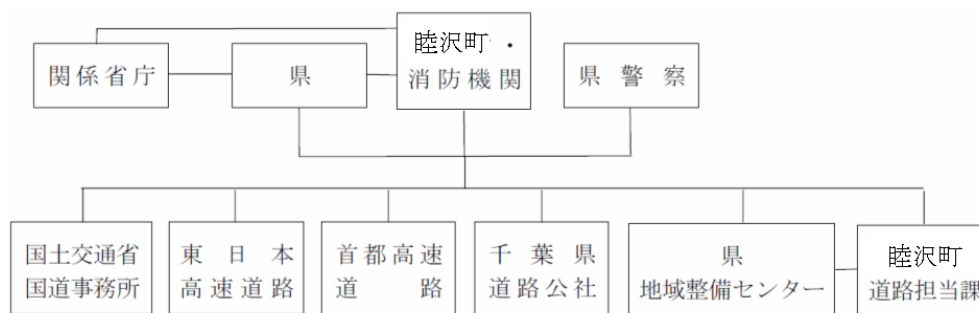 睦沢町・
消防機関
関係省庁
県
県警察
国土交通省
国道事務所
東日本
高速道路
首都高速
道路
千葉県
道路公社
県
地域整備センター
睦沢町
道路担当課